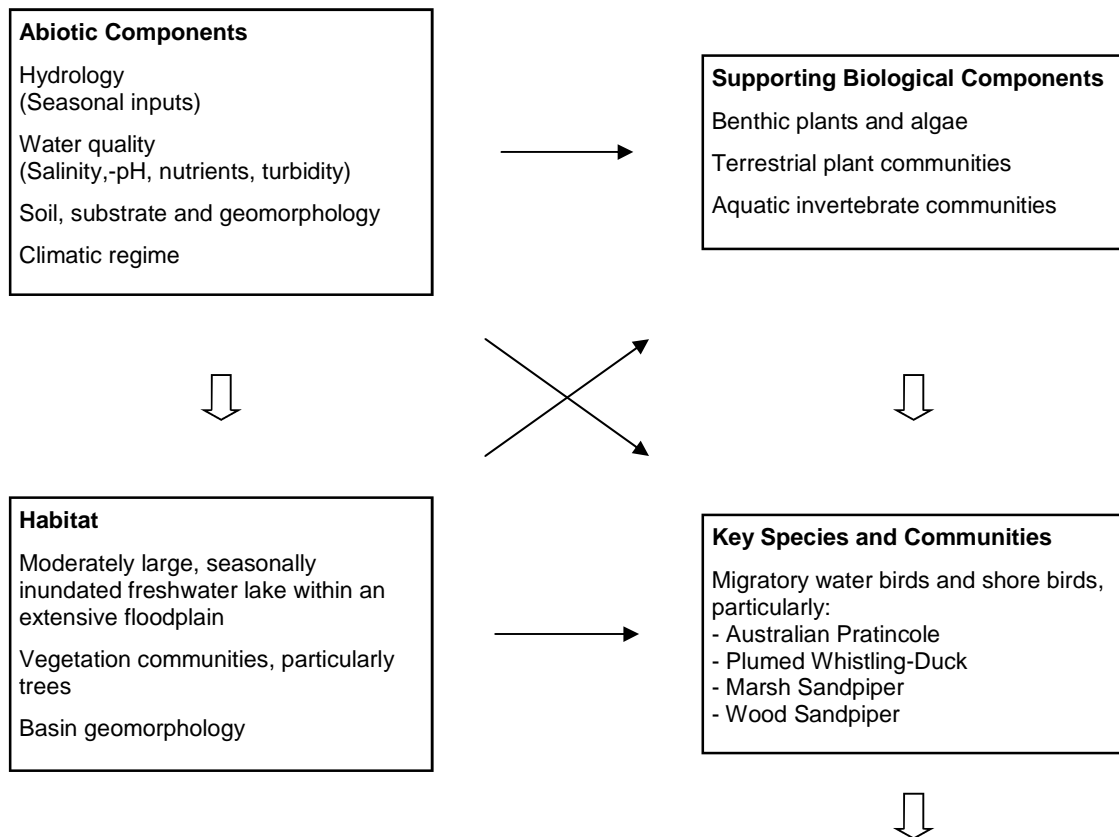 Abiotic Components
Hydrology
(Seasonal inputs)
Water quality
(Salinity,-pH, nutrients, turbidity)
Soil, substrate and geomorphology
Climatic regime
Supporting Biological Components
Benthic plants and algae
Terrestrial plant communities
Aquatic invertebrate communities
Habitat
Moderately large, seasonally
inundated freshwater lake within an
extensive floodplain
Vegetation communities, particularly
trees
Basin geomorphology
Key Species and Communities
Migratory water birds and shore birds,
particularly:
- Australian Pratincole
- Plumed Whistling-Duck
- Marsh Sandpiper
- Wood Sandpiper